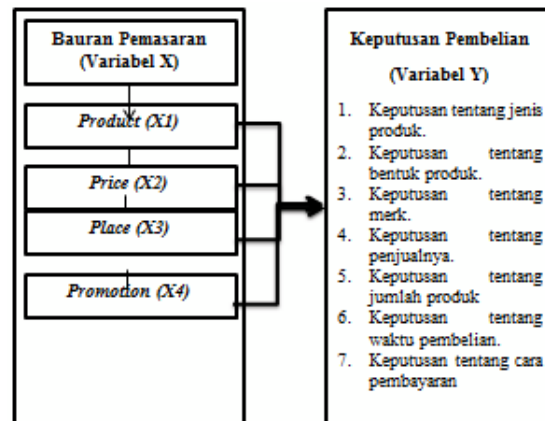 Bauran Pemasaran
(Variabel X)
Product (X1)
Price (X2)
Place (X3)
Promotion (X4)
Keputusan Pembelian
(Variabel Y)
1. Keputusan tentang jenis
produk.
2. Keputusan tentang
bentuk produk.
3. Keputusan tentang
merk.
4. Keputusan tentang
penjualnya.
5. Keputusan tentang
jumlah produk
6. Keputusan tentang
waktu pembelian.
7. Keputusan tentang cara
pembayaran